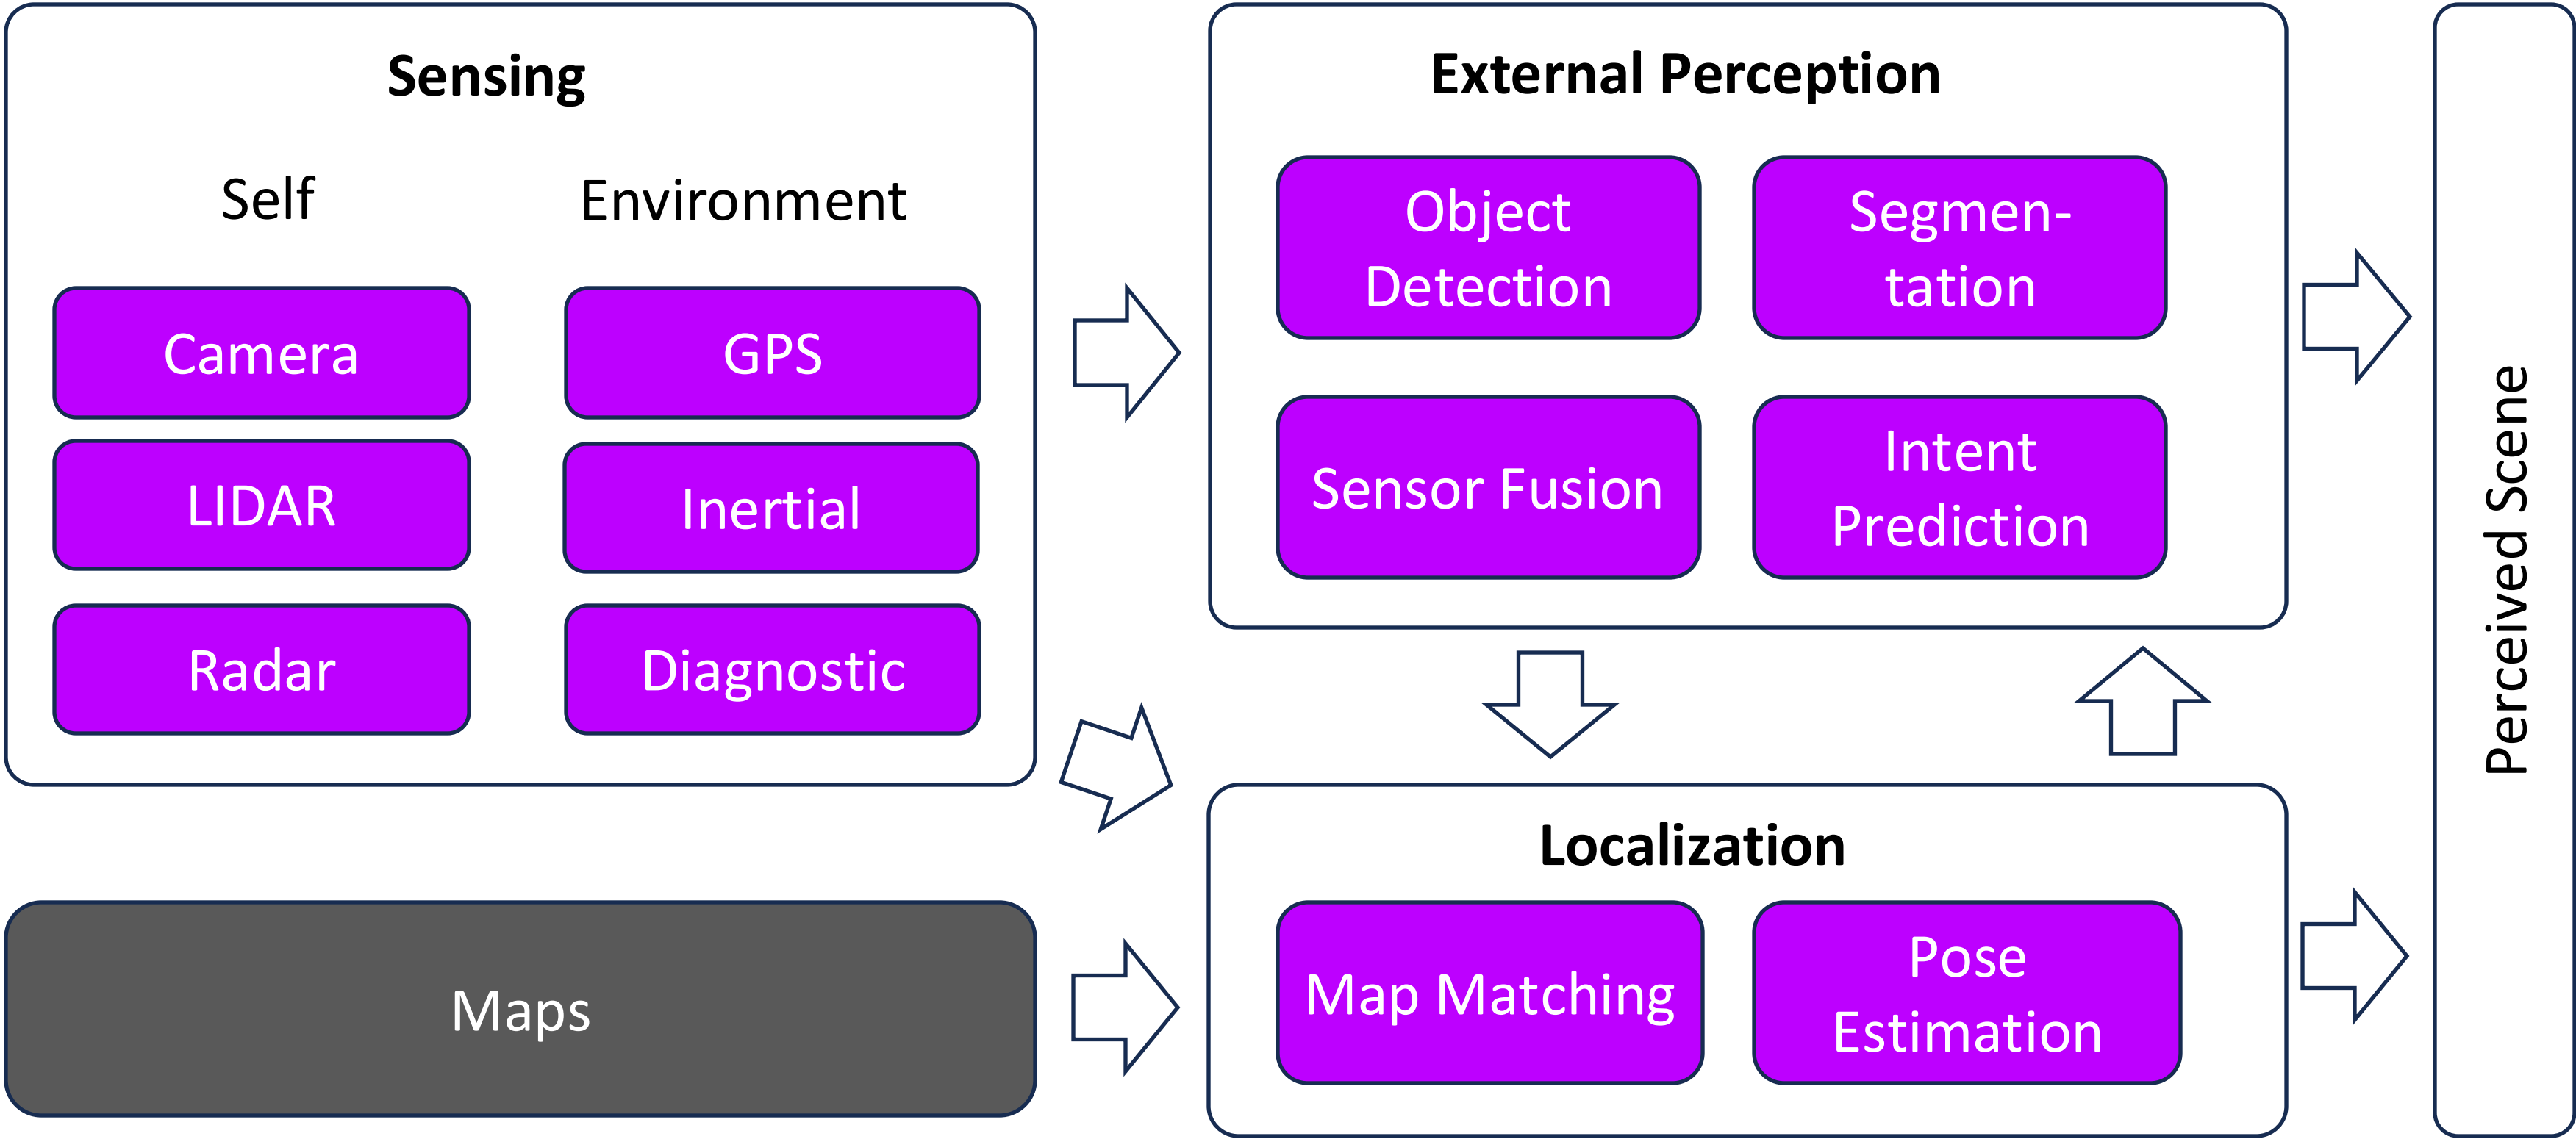 Sensing
Self
Environment
Camera
GPS
LIDAR
Inertial
Radar
Diagnostic
Maps
External Perception
Object
Detection
Segmen-
tation
Sensor Fusion
Intent
Prediction
Localization
Map Matching
Pose
Estimation
Perceived Scene